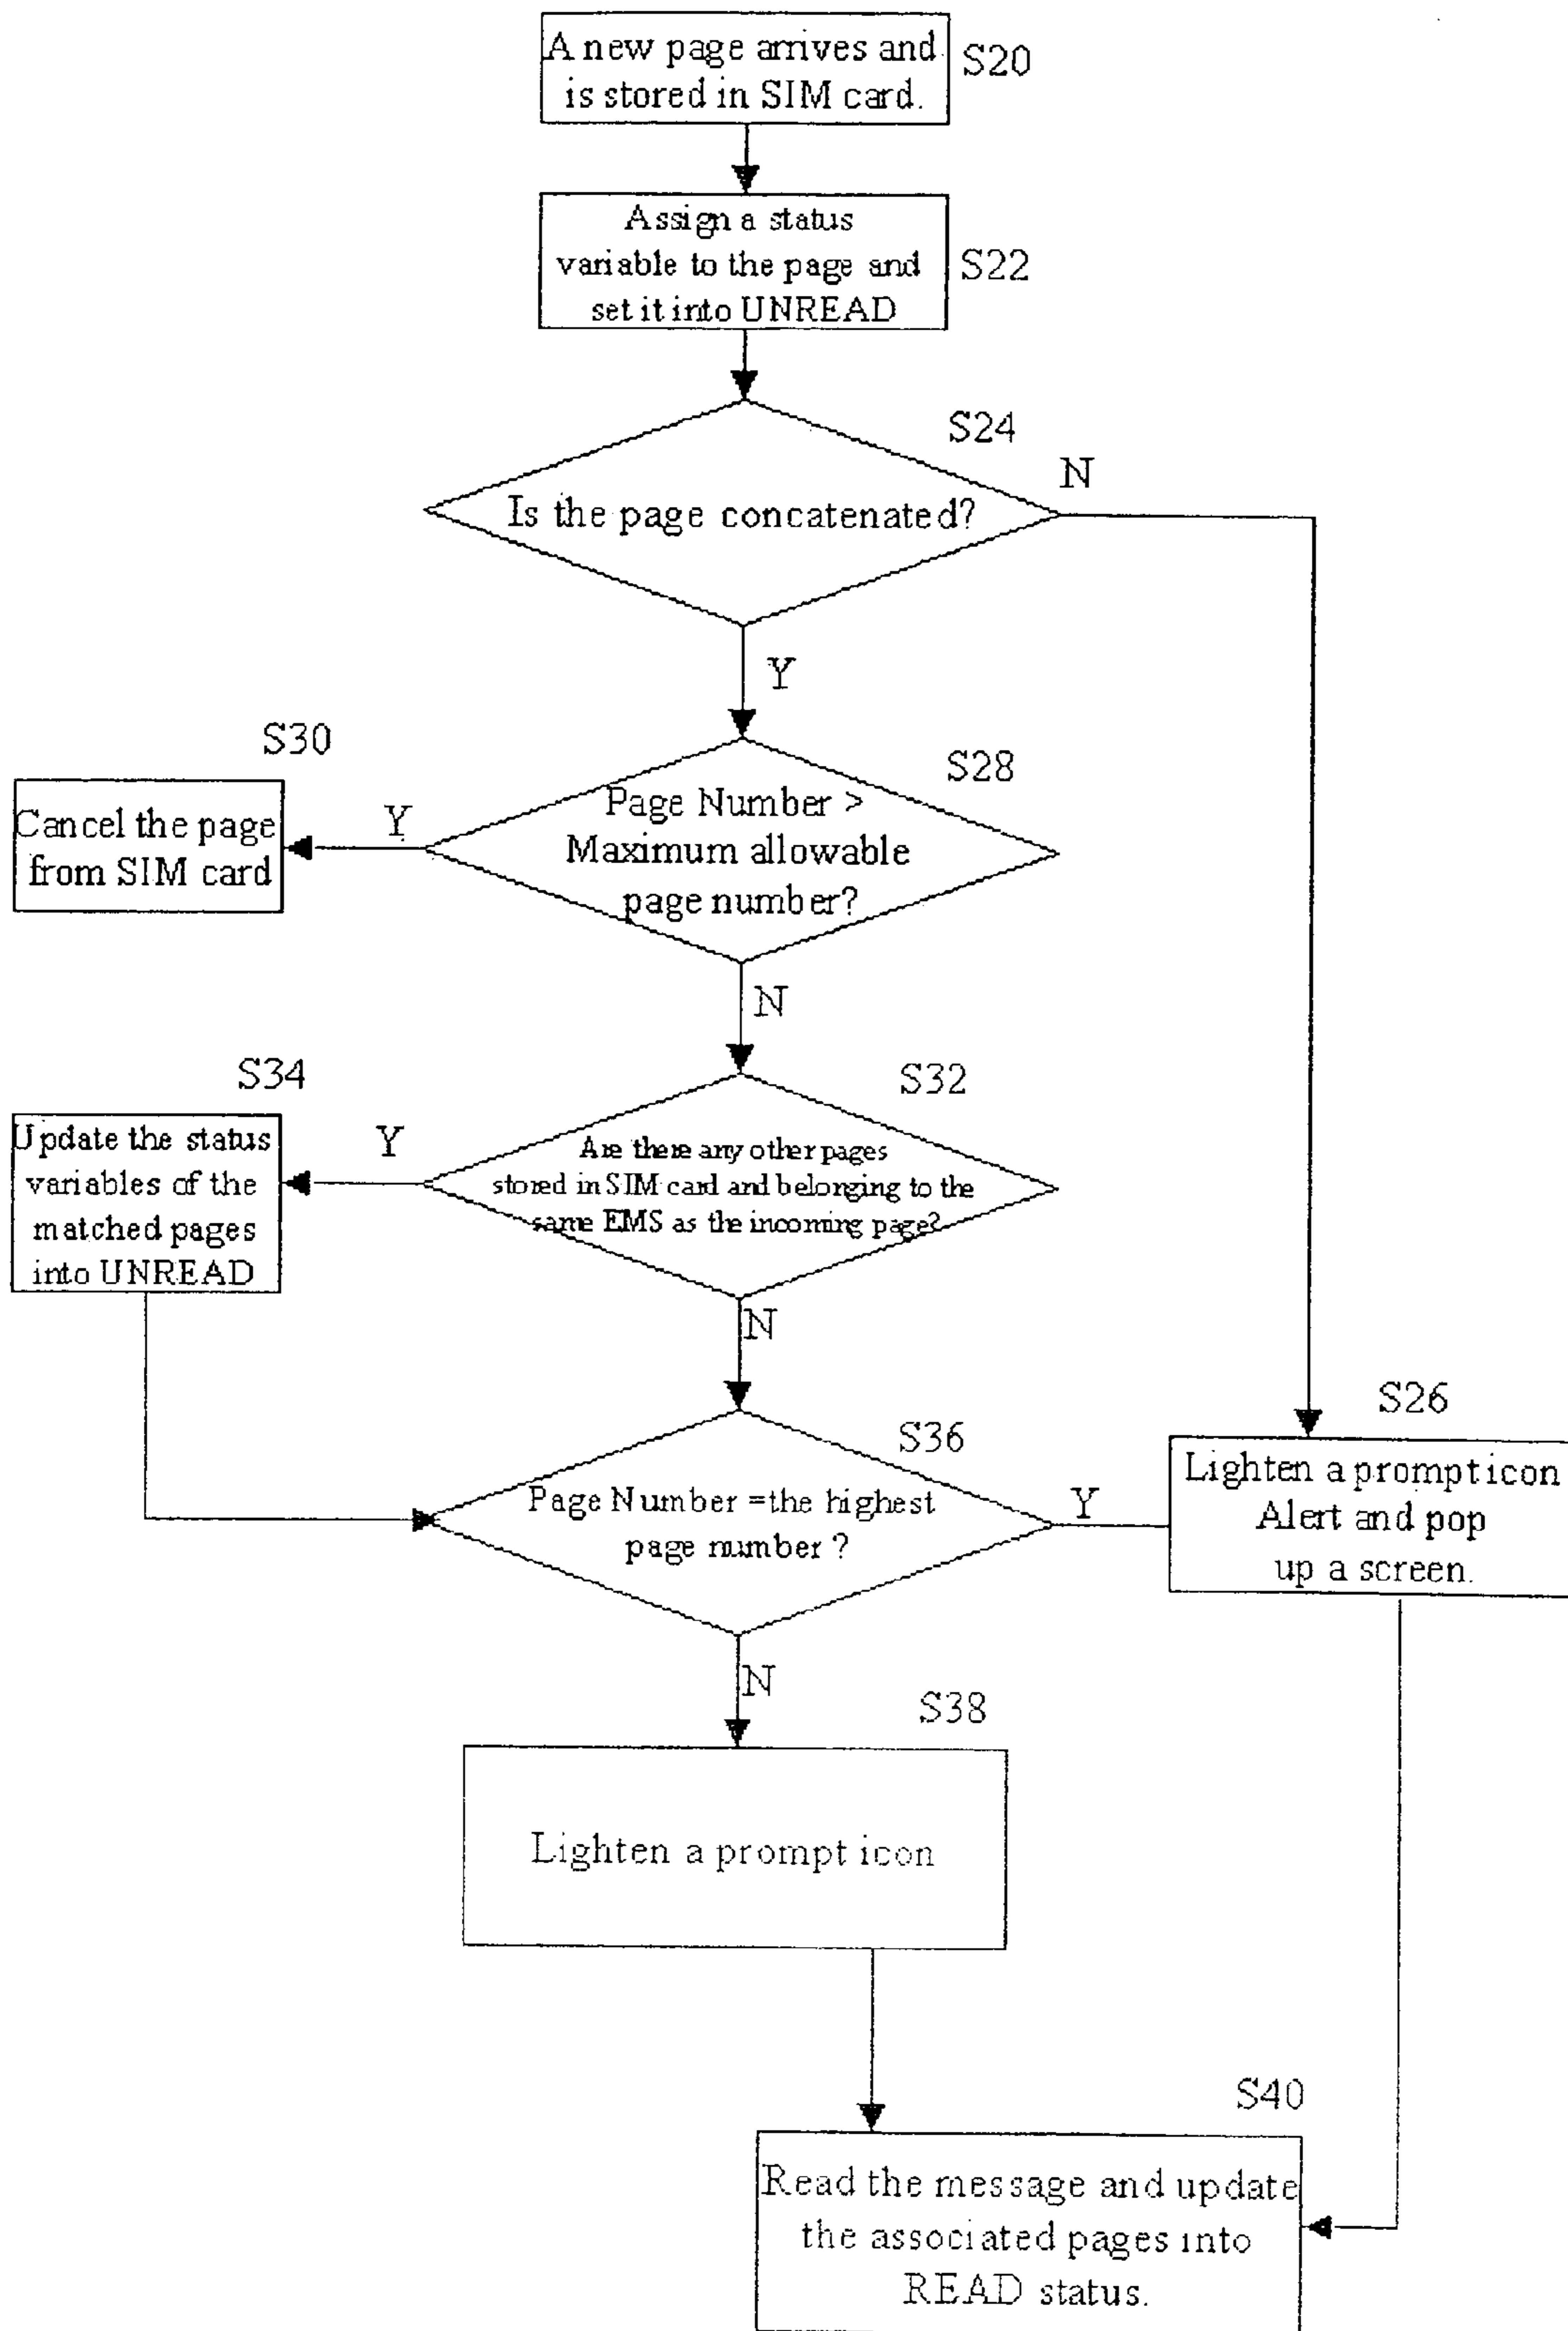 A new page arrives and
is stored in SIM card.
S20
Assign a status
variable to the page and
set it into UNREAD
S22
S24
N
Is the page concatenated?
Y
S30
S28
Cancel the page
from SIM card
Y
Page Number >
Maximum allowable
page number?
N
S34
S32
Update the status
variables of the
matched pages
into UNREAD
Y
Are there any other pages
stored in SIM card and belonging to the
same EMS as the incoming page?
N
S36
S26
Page Number =the highest
page number ?
Y
Lighten a prompt icon
Alert and pop
up a screen.
N
S38
Lighten a prompt icon
S40
Read the message and update
the associated pages into
READ status.